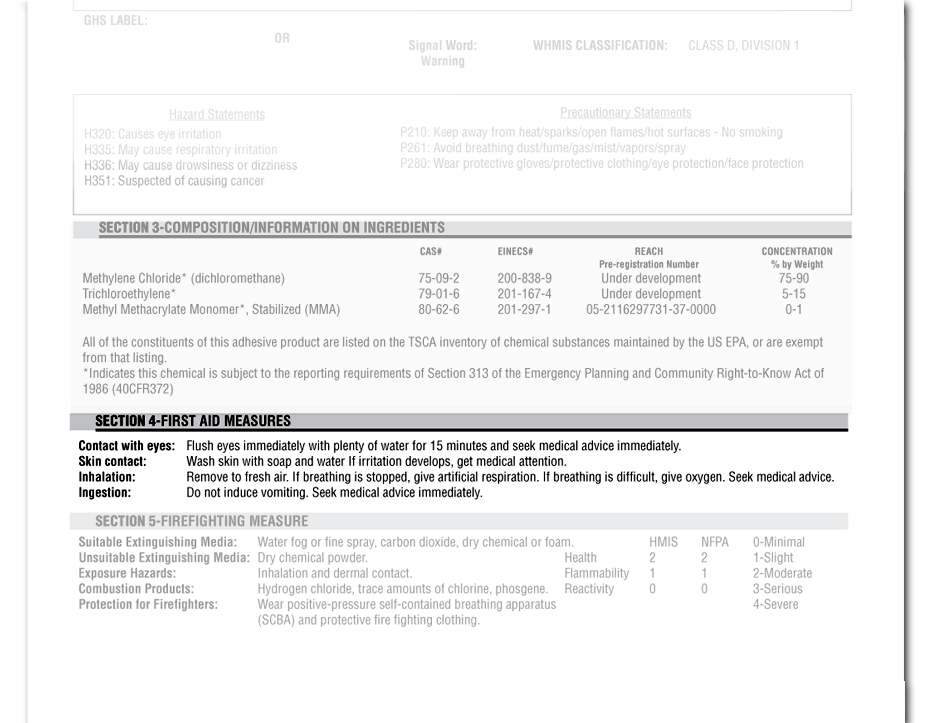 GHS LABEL:
OR
Signal Word:
Warning
WHMIS CLASSIFICATION: CLASS D, DIVISION 1
Hazard Statements
H320: Causes eye irritation
H335: May cause respiratory irritation
H336: May cause drowsiness or dizziness
H351: Suspected of causing cancer
Precautionary Statements
P210: Keep away from heat/sparks/open flames/hot surfaces - No smoking
P261: Avoid breathing dust/fume/gas/mist/vapors/spray
P280: Wear protective gloves/protective clothing/eye protection/face protection
SECTION 3-COMPOSITION/INFORMATION ON INGREDIENTS
CAS# EINECS# REACH CONCENTRATION
Pre-registration Number % by Weight
Methylene Chloride* (dichloromethane) 75-09-2 200-838-9 Under development 75-90
Trichloroethylene* 79-01-6 201-167-4 Under development 5-15
Methyl Methacrylate Monomer*, Stabilized (MMA) 80-62-6 201-297-1 05-2116297731-37-0000 0-1
All of the constituents of this adhesive product are listed on the TSCA inventory of chemical substances maintained by the US EPA, or are exempt
from that listing.
*Indicates this chemical is subject to the reporting requirements of Section 313 of the Emergency Planning and Community Right-to-Know Act of
1986 (40CFR372)
SECTION 4-FIRST AID MEASURES
Contact with eyes: Flush eyes immediately with plenty of water for 15 minutes and seek medical advice immediately.
Skin contact: Wash skin with soap and water If irritation develops, get medical attention.
Inhalation: Remove to fresh air. If breathing is stopped, give artificial respiration. If breathing is difficult, give oxygen. Seek medical advice.
Ingestion: Do not induce vomiting. Seek medical advice immediately.
SECTION 5-FIREFIGHTING MEASURE
Suitable Extinguishing Media: Water fog or fine spray, carbon dioxide, dry chemical or foam. HMIS NFPA 0-Minimal
Unsuitable Extinguishing Media: Dry chemical powder. Health 2 2 1-Slight
Exposure Hazards: Inhalation and dermal contact. Flammability 1 1 2-Moderate
Combustion Products: Hydrogen chloride, trace amounts of chlorine, phosgene. Reactivity 0 0 3-Serious
Protection for Firefighters: Wear positive-pressure self-contained breathing apparatus 4-Severe
(SCBA) and protective fire fighting clothing.